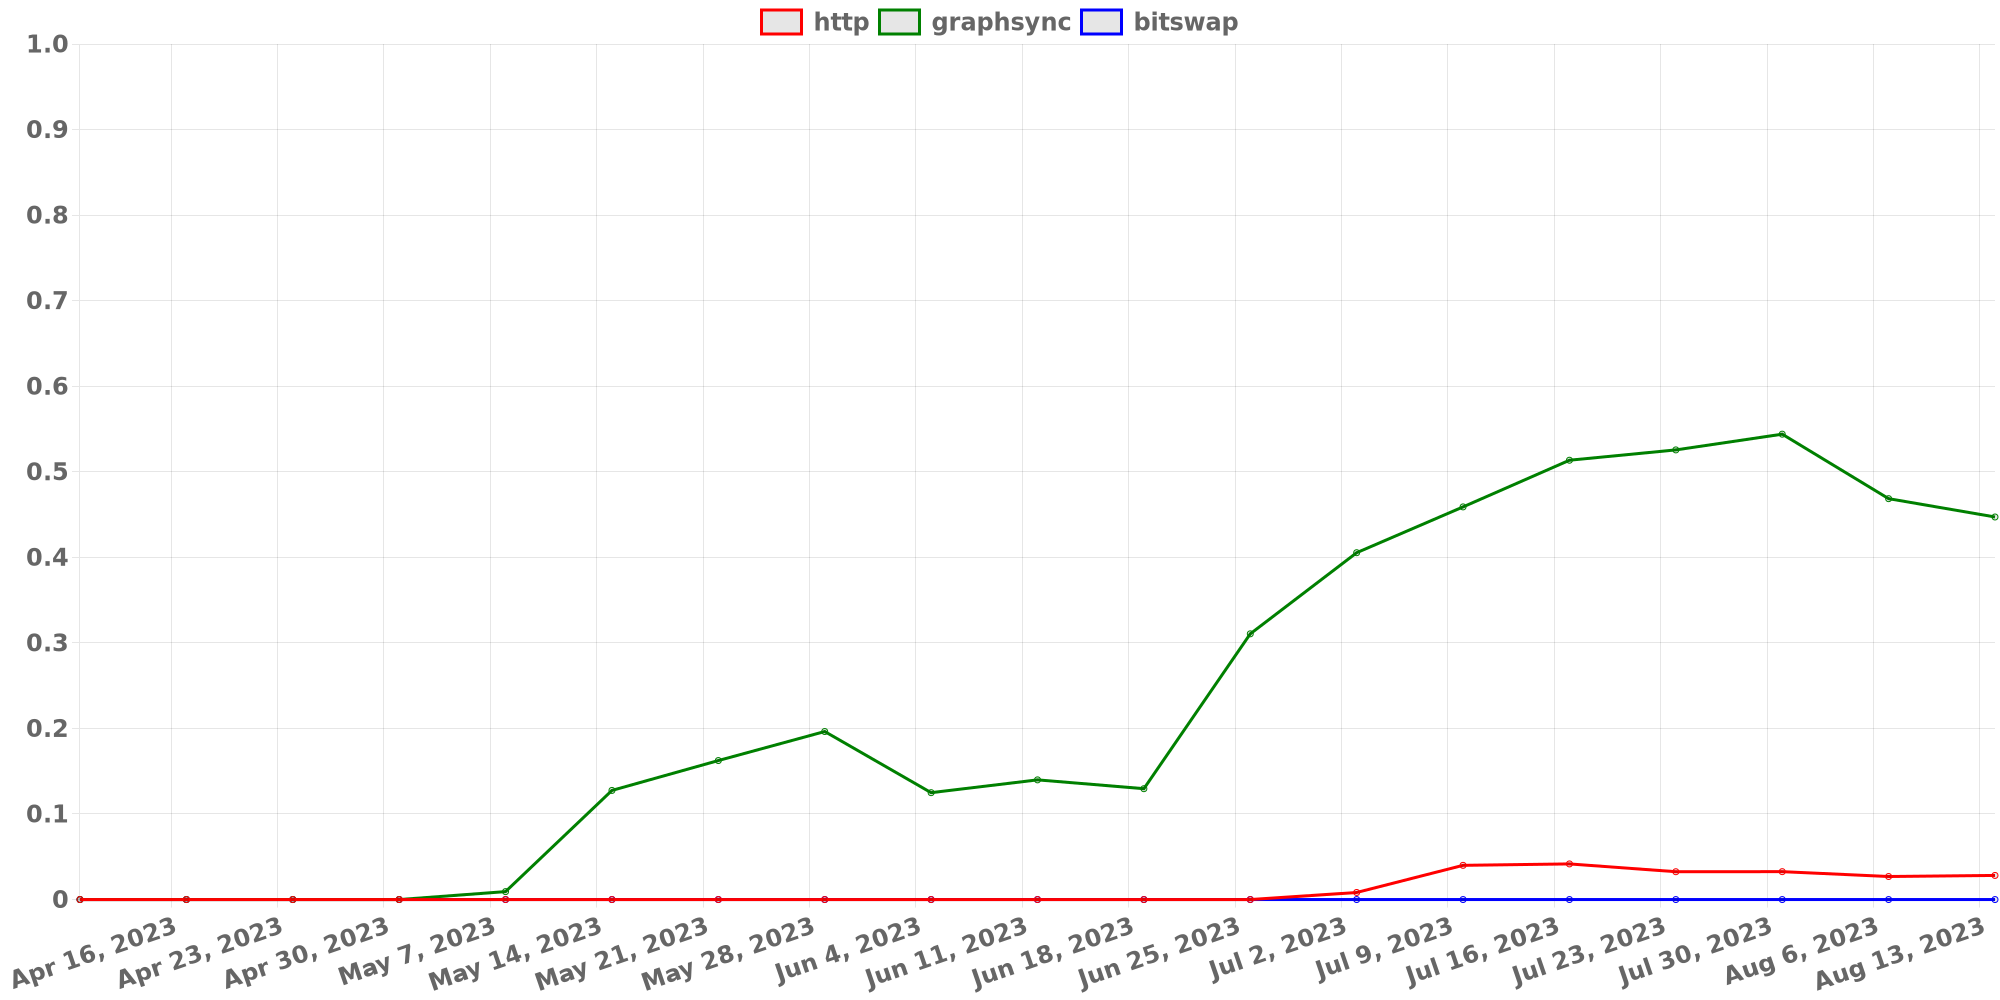 http graphsync bitswap
1.0
0.9
0.8
0.7
0.6
0.5
0.4
0.3
0.2
0.1
0
Apr 16, 2023
Apr 23, 2023
Apr 30, 2023
May 7, 2023
May 14, 2023
May 21, 2023
May 28, 2023
Jun 4, 2023
Jun 11, 2023
Jun 18, 2023
Jun 25, 2023
Jul 2, 2023
Jul 9, 2023
Jul 16, 2023
Jul 23, 2023
Jul 30, 2023
Aug 6, 2023
Aug 13, 2023